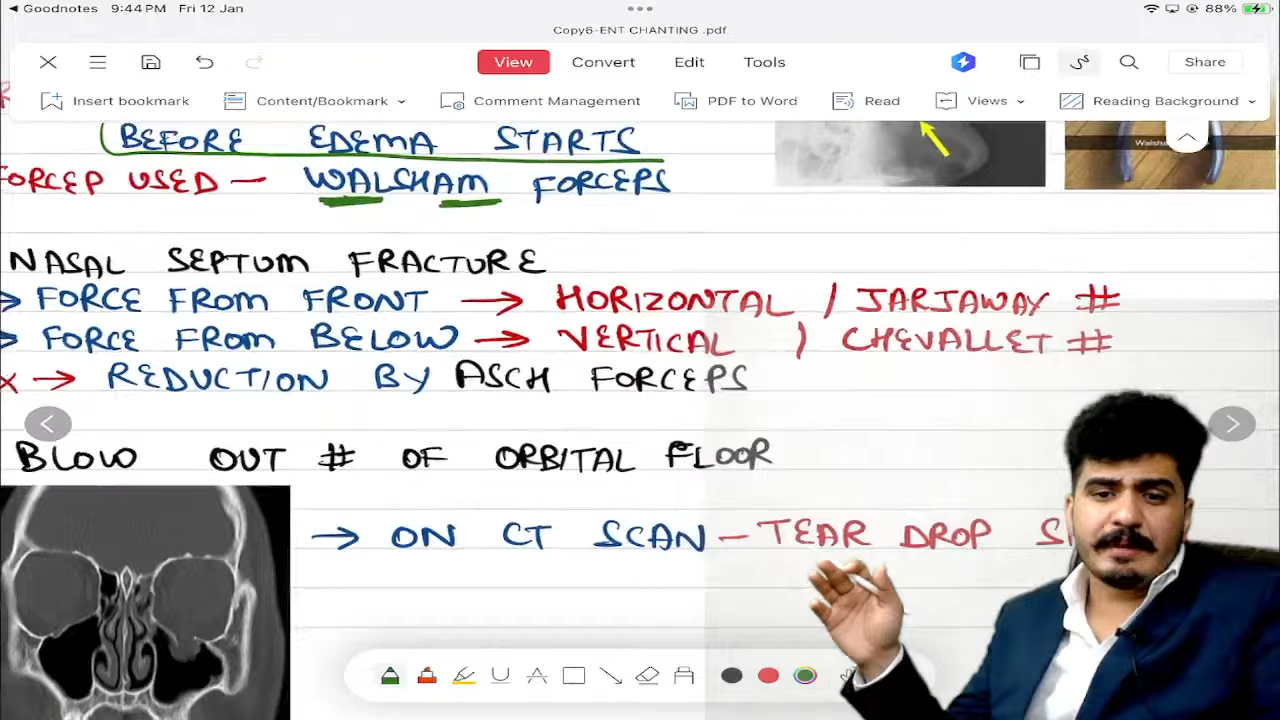 Goodnotes 9:44 PM Fri 12 Jan 88%
Copy6-ENT CHANTING .pdf
View Convert Edit Tools Share
Insert bookmark Content/Bookmark Comment Management PDF to Word Read Views Reading Background
BEFORE EDEMA STARTS
FORCEP USED — WALSHAM FORCEPS
NASAL SEPTUM FRACTURE
→ FORCE FROM FRONT → HORIZONTAL / JARJAWAY #
→ FORCE FROM BELOW → VERTICAL / CHEVALLET #
→ REDUCTION BY ASCH FORCEPS
BLOW OUT # OF ORBITAL FLOOR
→ ON CT SCAN – TEAR DROP S